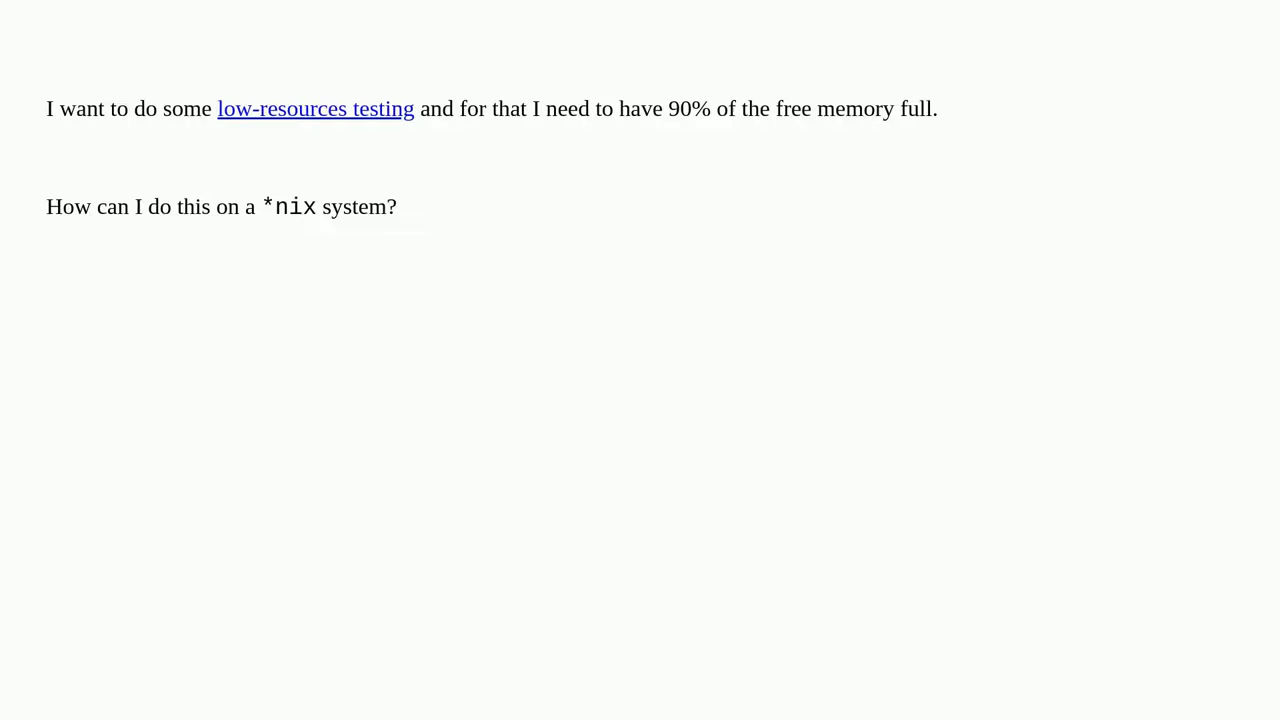 I want to do some low-resources testing and for that I need to have 90% of the free memory full.
How can I do this on a *nix system?